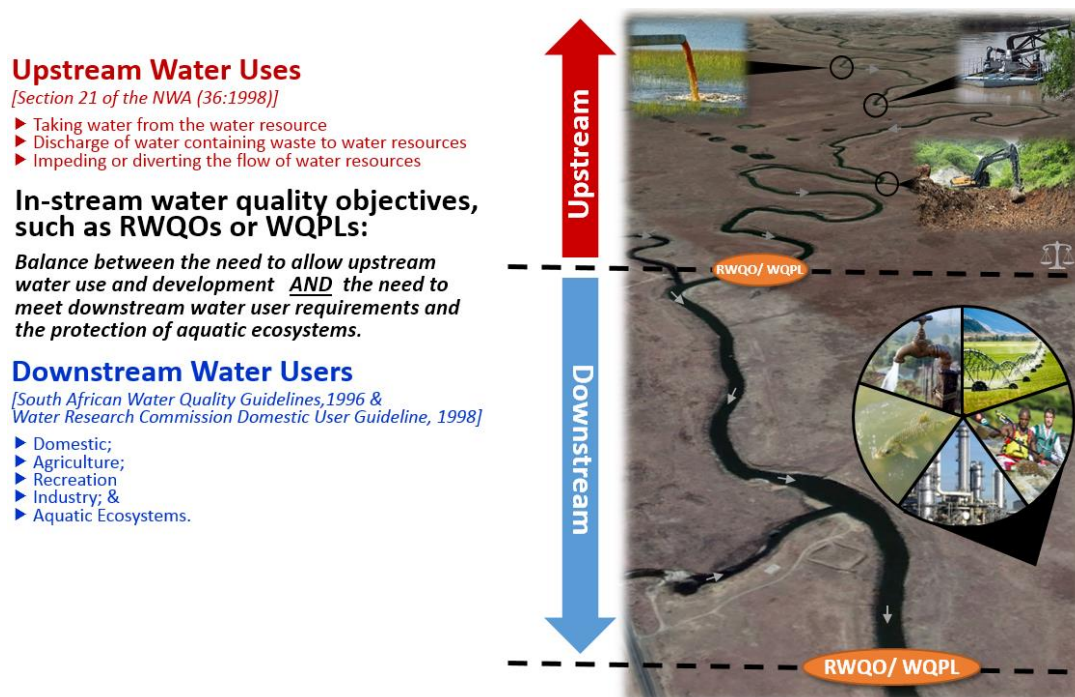 Upstream Water Uses
[Section 21 of the NWA (36:1998)]
▶ Taking water from the water resource
▶ Discharge of water containing waste to water resources
▶ Impeding or diverting the flow of water resources
In-stream water quality objectives,
such as RWQOs or WQPLs:
Balance between the need to allow upstream
water use and development AND the need to
meet downstream water user requirements and
the protection of aquatic ecosystems.
Downstream Water Users
[South African Water Quality Guidelines,1996 &
Water Research Commission Domestic User Guideline, 1998]
▶ Domestic;
▶ Agriculture;
▶ Recreation
▶ Industry; &
▶ Aquatic Ecosystems.
Upstream
Downstream
RWQO/ WQPL
RWQO/ WQPL